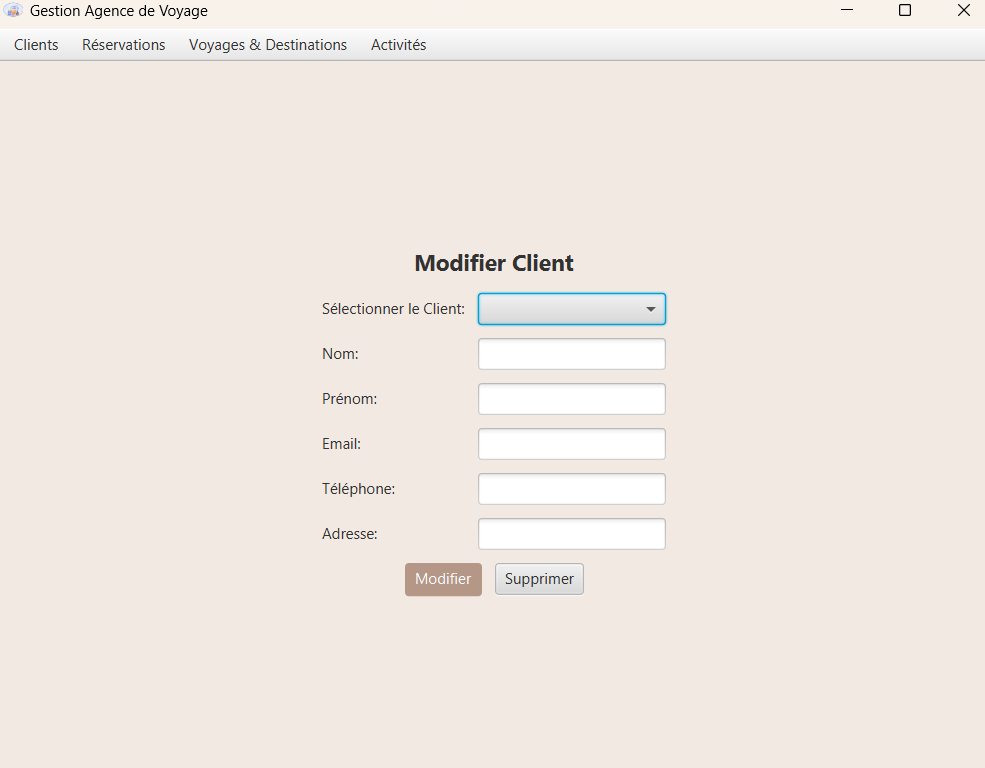 Gestion Agence de Voyage
Clients Réservations Voyages & Destinations Activités
Modifier Client
Sélectionner le Client:
Nom:
Prénom:
Email:
Téléphone:
Adresse:
Modifier Supprimer